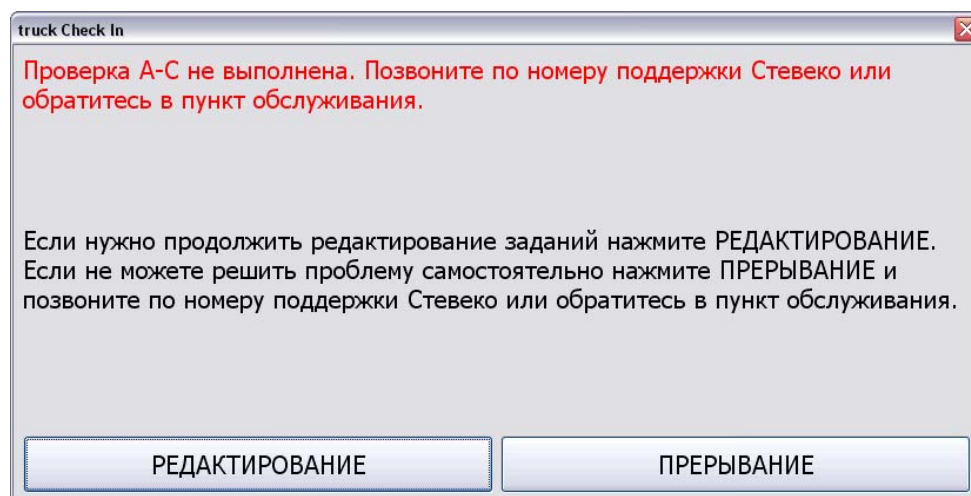 truck Check In
Проверка А-С не выполнена. Позвоните по номеру поддержки Стевеко или
обратитесь в пункт обслуживания.
Если нужно продолжить редактирование заданий нажмите РЕДАКТИРОВАНИЕ.
Если не можете решить проблему самостоятельно нажмите ПРЕРЫВАНИЕ и
позвоните по номеру поддержки Стевеко или обратитесь в пункт обслуживания.
РЕДАКТИРОВАНИЕ
ПРЕРЫВАНИЕ